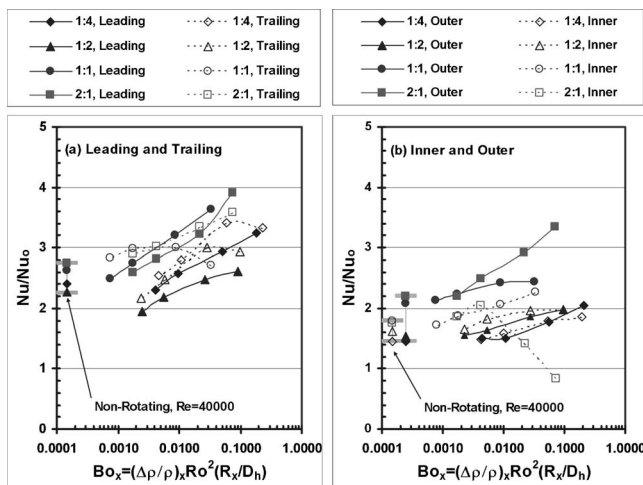 1:4, Leading 1:4, Trailing
1:2, Leading 1:2, Trailing
1:1, Leading 1:1, Trailing
2:1, Leading 2:1, Trailing
1:4, Outer 1:4, Inner
1:2, Outer 1:2, Inner
1:1, Outer 1:1, Inner
2:1, Outer 2:1, Inner
(a) Leading and Trailing
Nu/Nuo
5
4
3
2
1
0
Non-Rotating, Re=40000
0.0001 0.0010 0.0100 0.1000 1.0000
Box=(Δρ/ρ)xRo²(Rx/Dh)
(b) Inner and Outer
Nu/Nuo
5
4
3
2
1
0
Non-Rotating, Re=40000
0.0001 0.0010 0.0100 0.1000 1.0000
Box=(Δρ/ρ)xRo²(Rx/Dh)